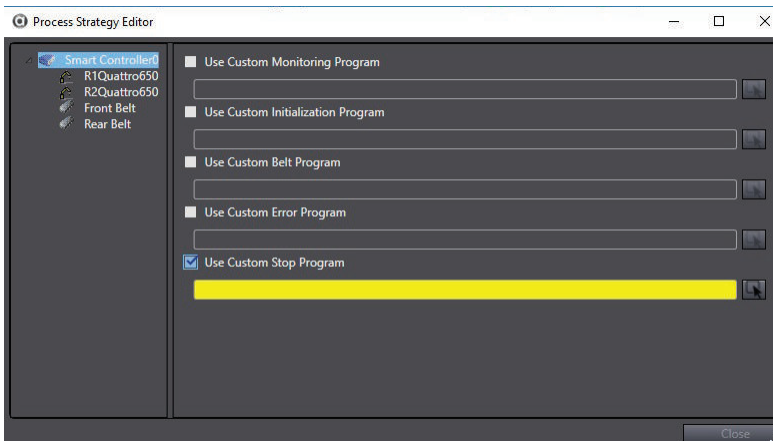 Process Strategy Editor
Smart Controller0
R1Quattro650
R2Quattro650
Front Belt
Rear Belt
Use Custom Monitoring Program
Use Custom Initialization Program
Use Custom Belt Program
Use Custom Error Program
Use Custom Stop Program
Close